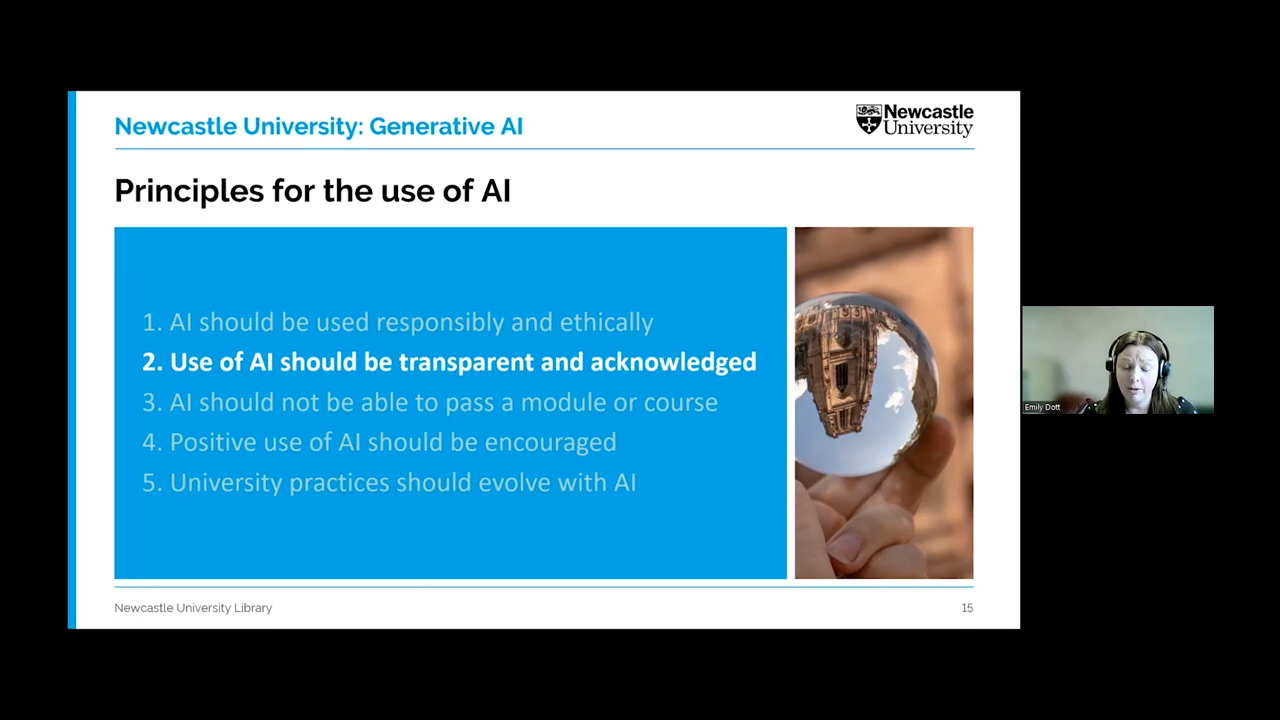 Newcastle University: Generative AI
Newcastle
University
Principles for the use of AI
1. AI should be used responsibly and ethically
2. Use of AI should be transparent and acknowledged
3. AI should not be able to pass a module or course
4. Positive use of AI should be encouraged
5. University practices should evolve with AI
Emily Dott
Newcastle University Library
15